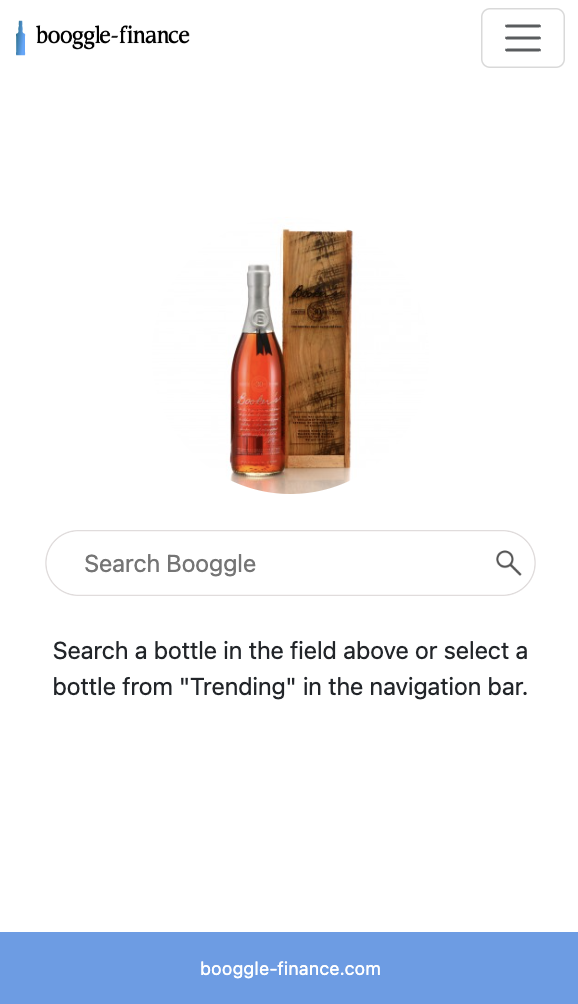 booggle-finance
Booker's
Search Booggle
Search a bottle in the field above or select a
bottle from "Trending" in the navigation bar.
booggle-finance.com